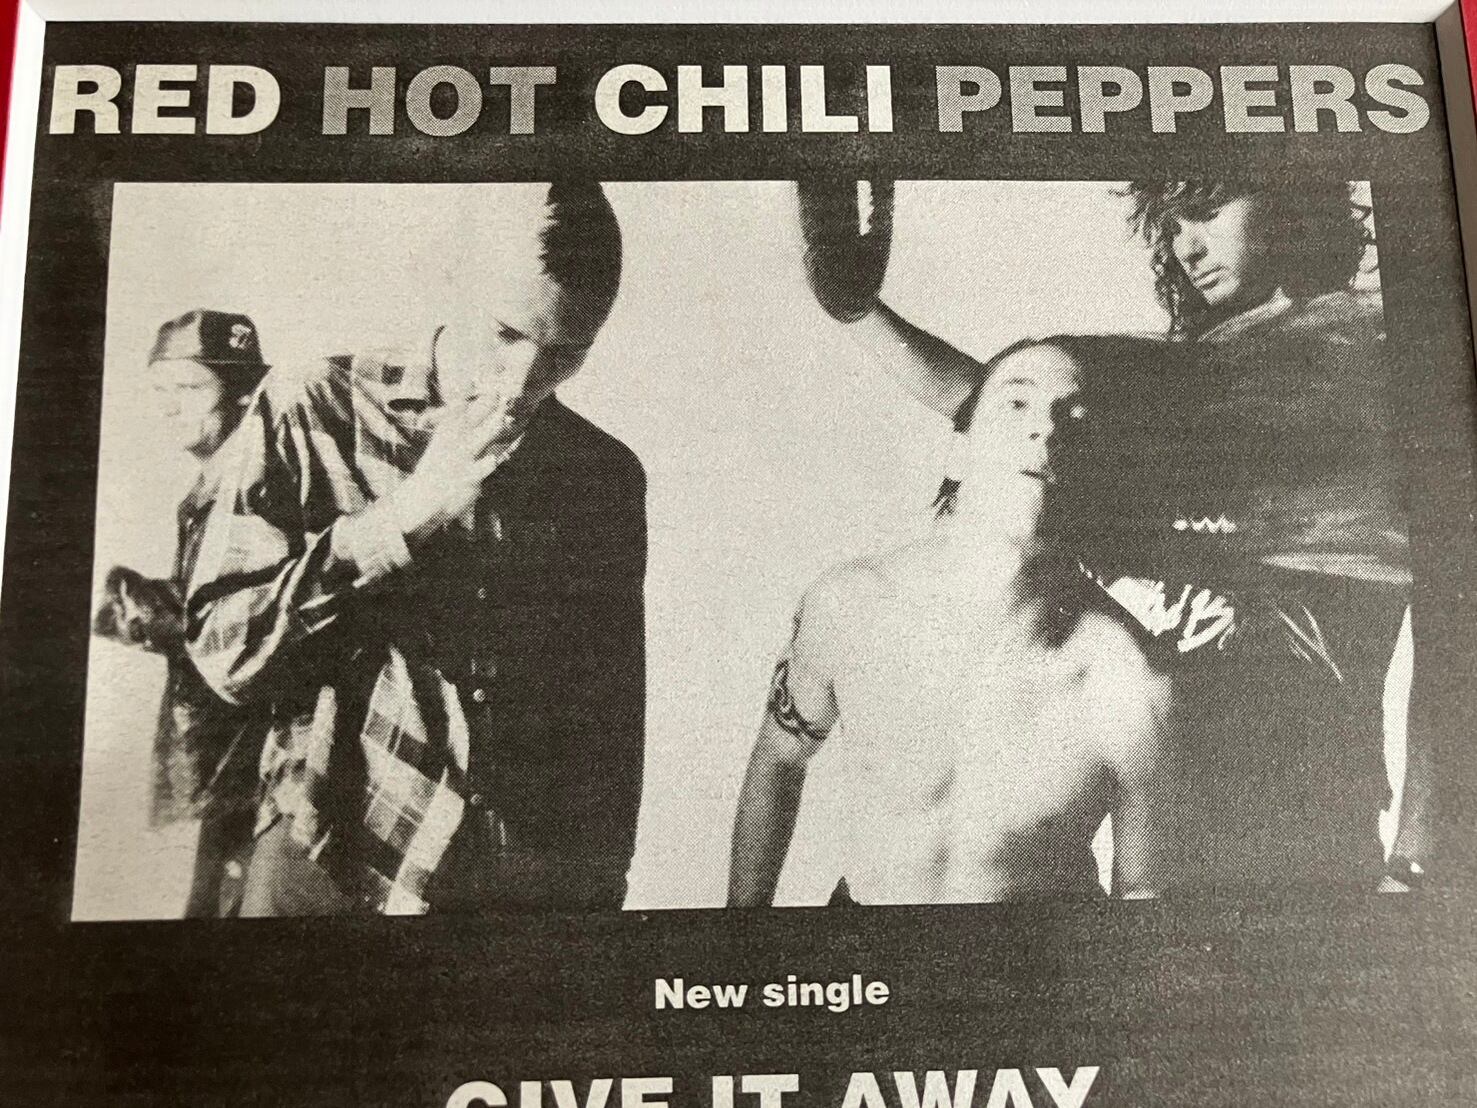 RED HOT CHILI PEPPERS
New single
GIVE IT AWAY